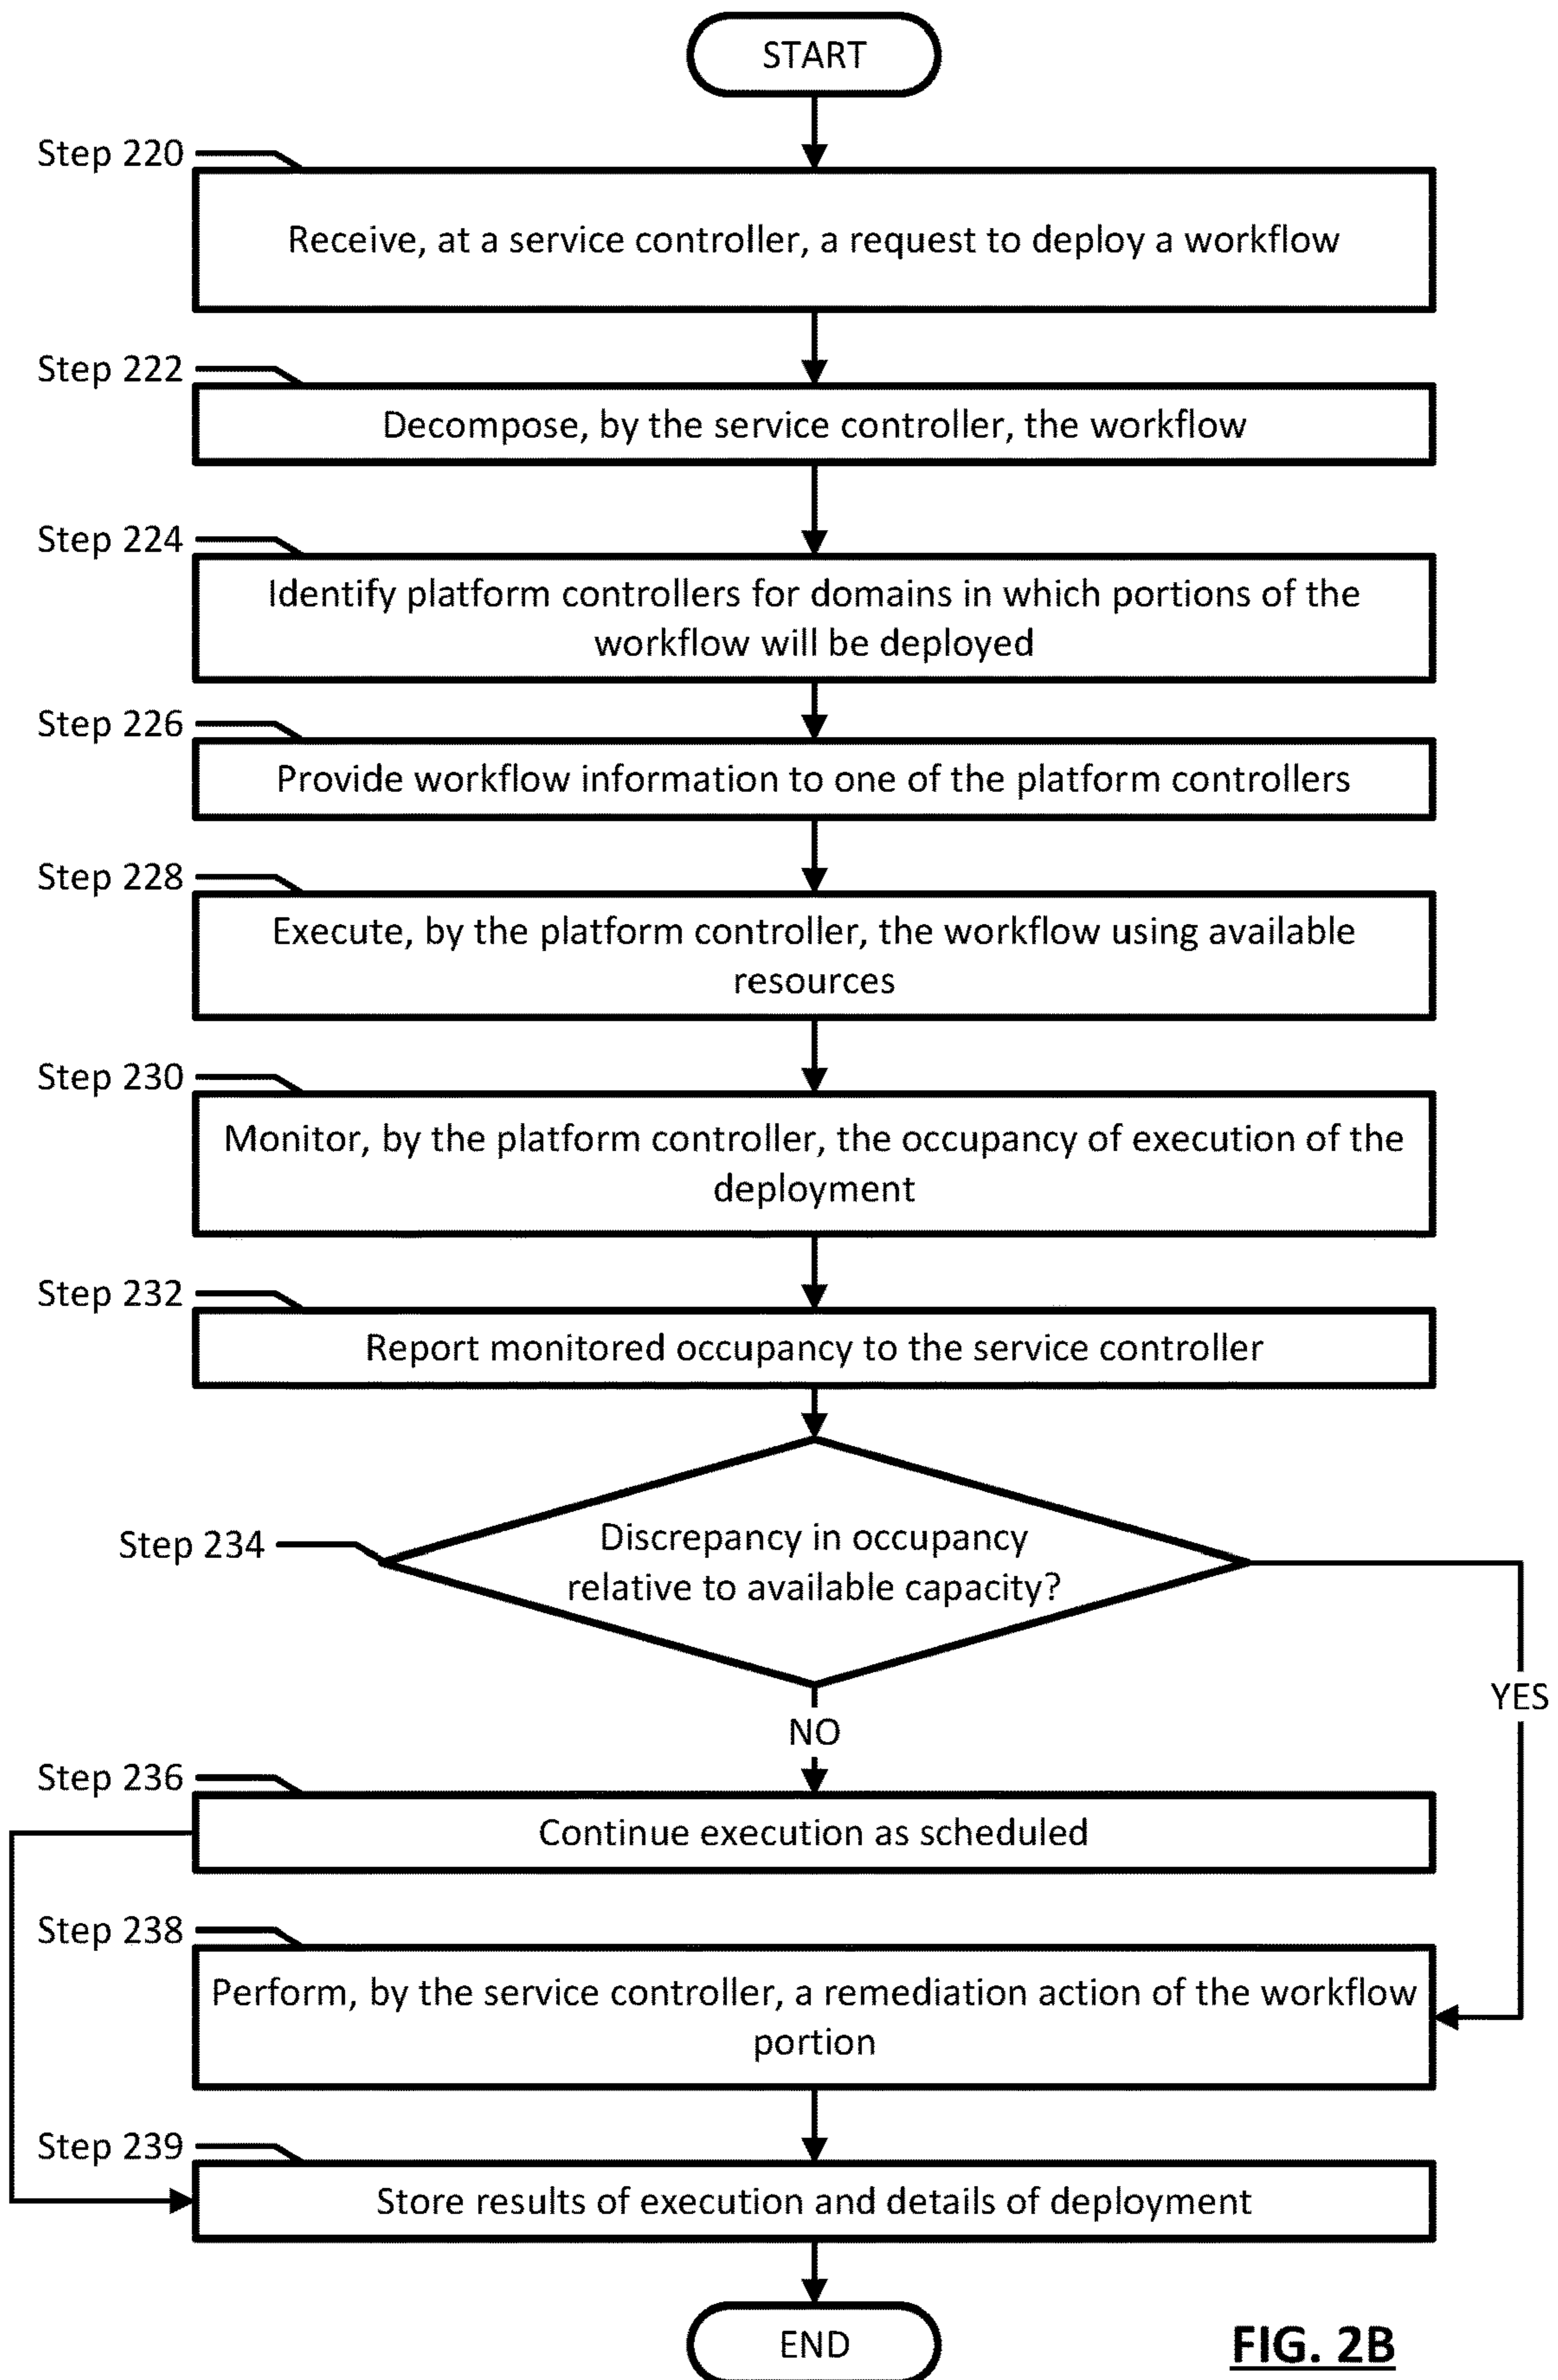 START
Step 220
Receive, at a service controller, a request to deploy a workflow
Step 222
Decompose, by the service controller, the workflow
Step 224
Identify platform controllers for domains in which portions of the
workflow will be deployed
Step 226
Provide workflow information to one of the platform controllers
Step 228
Execute, by the platform controller, the workflow using available
resources
Step 230
Monitor, by the platform controller, the occupancy of execution of the
deployment
Step 232
Report monitored occupancy to the service controller
Step 234
Discrepancy in occupancy
relative to available capacity?
YES
NO
Step 236
Continue execution as scheduled
Step 238
Perform, by the service controller, a remediation action of the workflow
portion
Step 239
Store results of execution and details of deployment
END
FIG. 2B